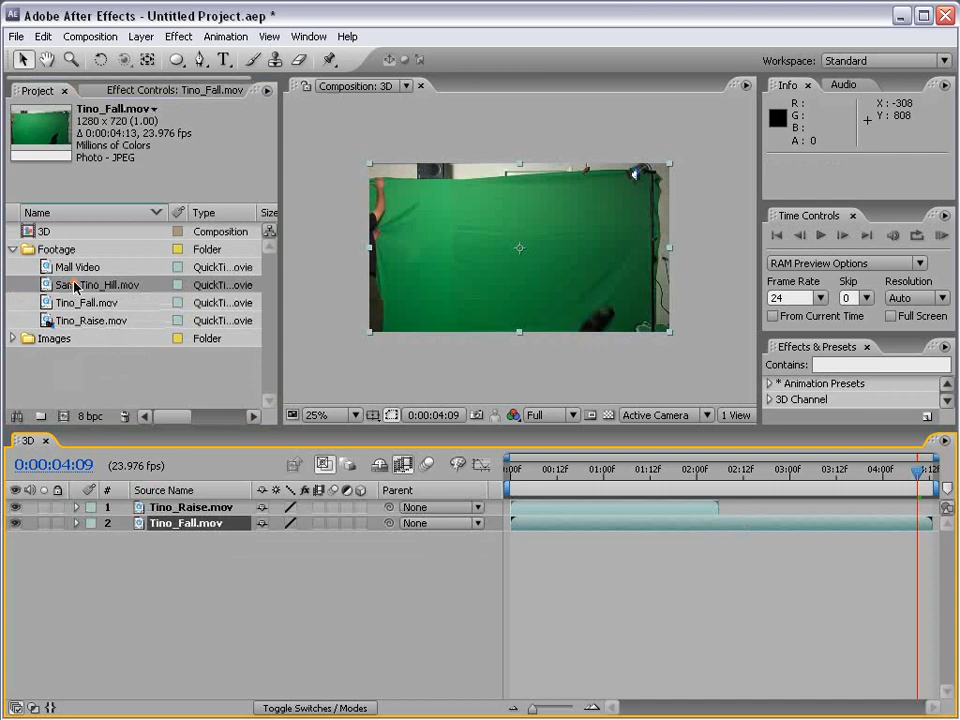 Adobe After Effects - Untitled Project.aep *
File Edit Composition Layer Effect Animation View Window Help
Workspace: Standard
Project × Effect Controls: Tino_Fall.mov
Tino_Fall.mov
1280 x 720 (1.00)
Δ 0:00:04:13, 23.976 fps
Millions of Colors
Photo - JPEG
Name Type Size
3D Composition
Footage Folder
Mall Video QuickTi...ovie
Sam_Tino_Hill.mov QuickTi...ovie
Tino_Fall.mov QuickTi...ovie
Tino_Raise.mov QuickTi...ovie
Images Folder
8 bpc
Composition: 3D ×
25% 0:00:04:09 Full Active Camera 1 View
Info × Audio
R : X : -308
G : Y : 808
B :
A : 0
Time Controls ×
RAM Preview Options
Frame Rate Skip Resolution
24 0 Auto
From Current Time Full Screen
Effects & Presets ×
Contains:
* Animation Presets
3D Channel
3D ×
0:00:04:09 (23.976 fps)
00:12f 01:00f 01:12f 02:00f 02:12f 03:00f 03:12f 04:00f
# Source Name Parent
1 Tino_Raise.mov None
2 Tino_Fall.mov None
Toggle Switches / Modes